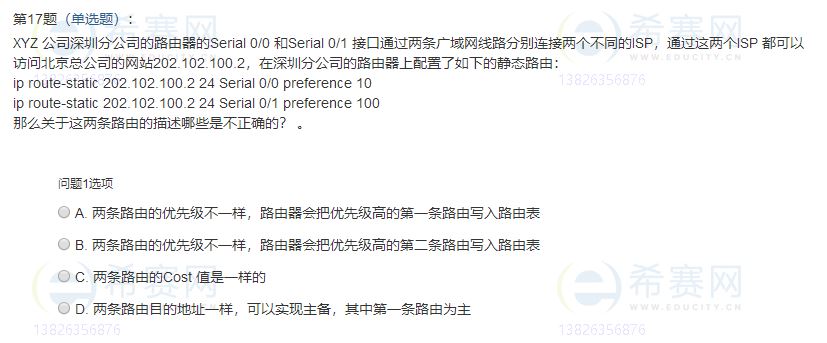 第17题（单选题）：
XYZ 公司深圳分公司的路由器的Serial 0/0 和Serial 0/1 接口通过两条广域网线路分别连接两个不同的ISP，通过这两个ISP 都可以
访问北京总公司的网站202.102.100.2，在深圳分公司的路由器上配置了如下的静态路由：
ip route-static 202.102.100.2 24 Serial 0/0 preference 10
ip route-static 202.102.100.2 24 Serial 0/1 preference 100
那么关于这两条路由的描述哪些是不正确的？ 。
问题1选项
A. 两条路由的优先级不一样，路由器会把优先级高的第一条路由写入路由表
B. 两条路由的优先级不一样，路由器会把优先级高的第二条路由写入路由表
C. 两条路由的Cost 值是一样的
D. 两条路由目的地址一样，可以实现主备，其中第一条路由为主
希赛网
WWW.EDUCITY.CN
13826356876
希赛网
WWW.EDUCITY.CN
13826356876
希赛网
WWW.EDUCITY.CN
13826356876
希赛网
WWW.EDUCITY.CN
13826356876